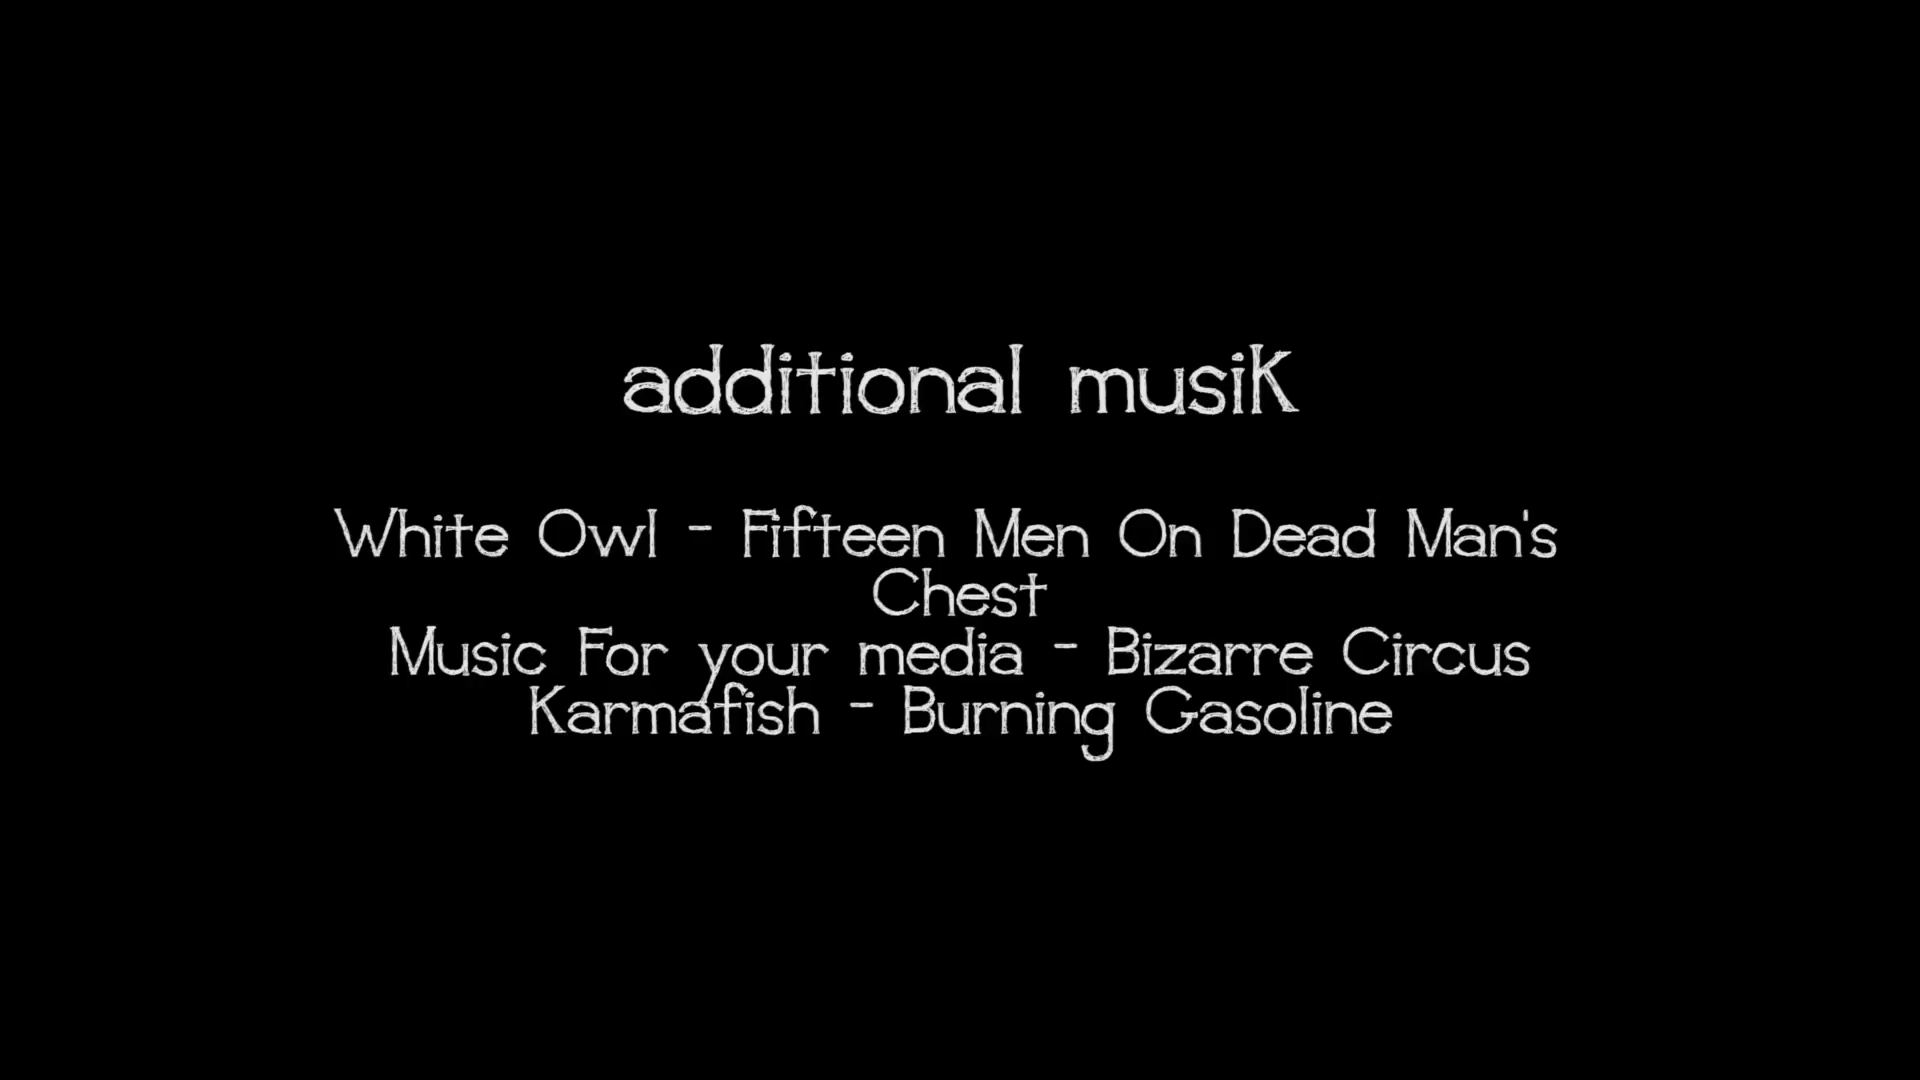 additional musik
White Owl - Fifteen Men On Dead Man's
Chest
Music For your media - Bizarre Circus
Karmafish - Burning Gasoline